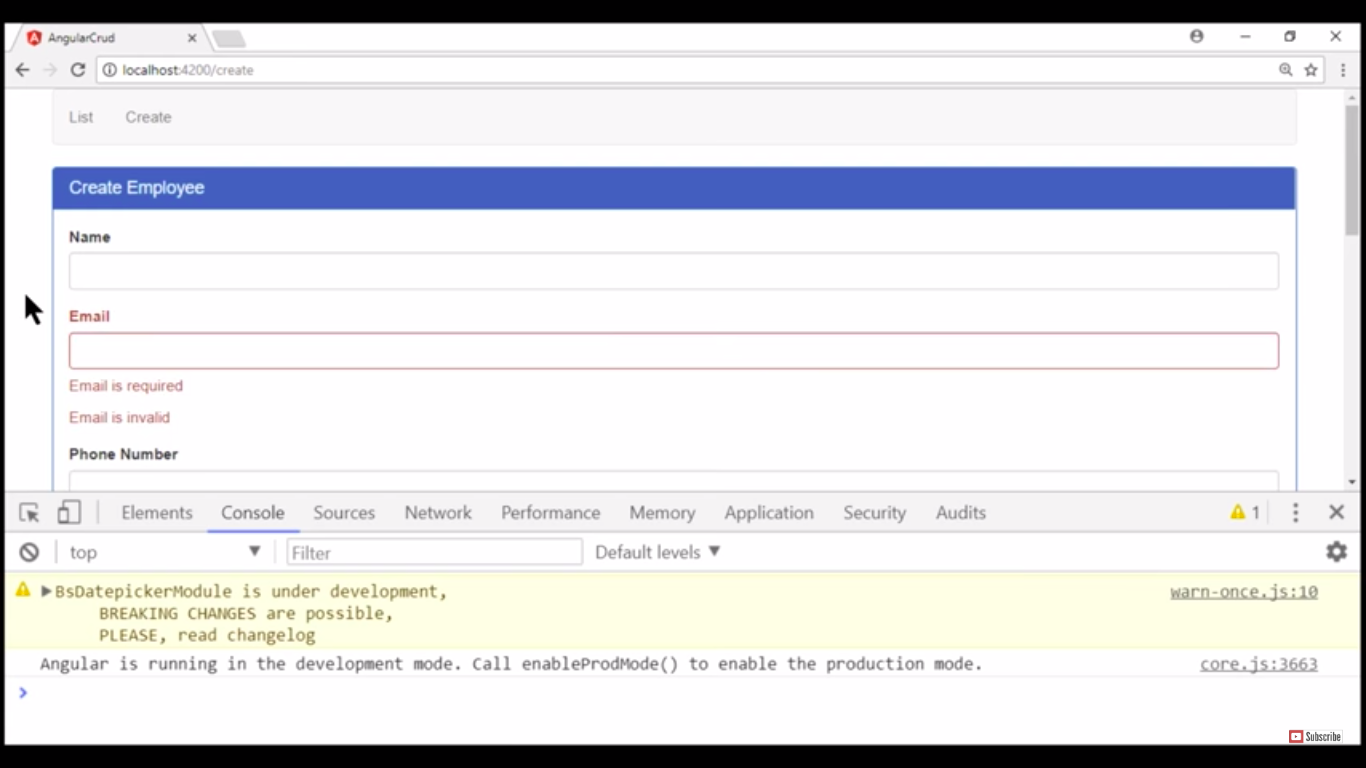 AngularCrud
localhost:4200/create
List Create
Create Employee
Name
Email
Email is required
Email is invalid
Phone Number
Elements Console Sources Network Performance Memory Application Security Audits 1
top Filter Default levels
BsDatepickerModule is under development, warn-once.js:10
BREAKING CHANGES are possible,
PLEASE, read changelog
Angular is running in the development mode. Call enableProdMode() to enable the production mode. core.js:3663
Subscribe